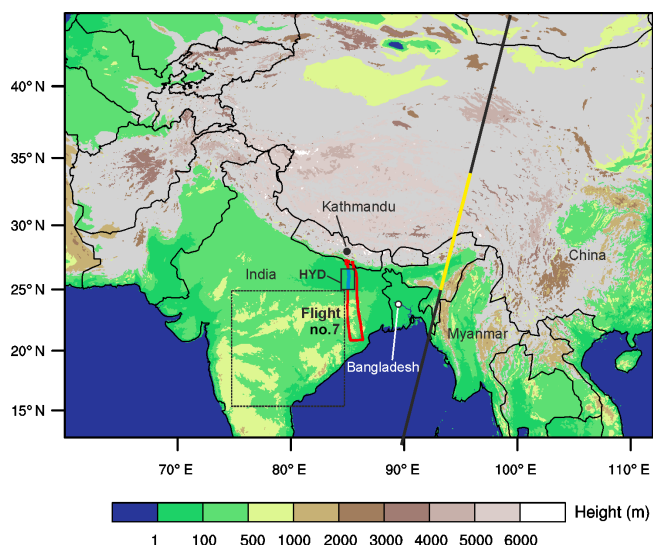 40° N
35° N
30° N
25° N
20° N
15° N
Kathmandu
India
HYD
China
Flight
no.7
Myanmar
Bangladesh
70° E
80° E
90° E
100° E
110° E
Height (m)
1
100
500
1000
2000
3000
4000
5000
6000